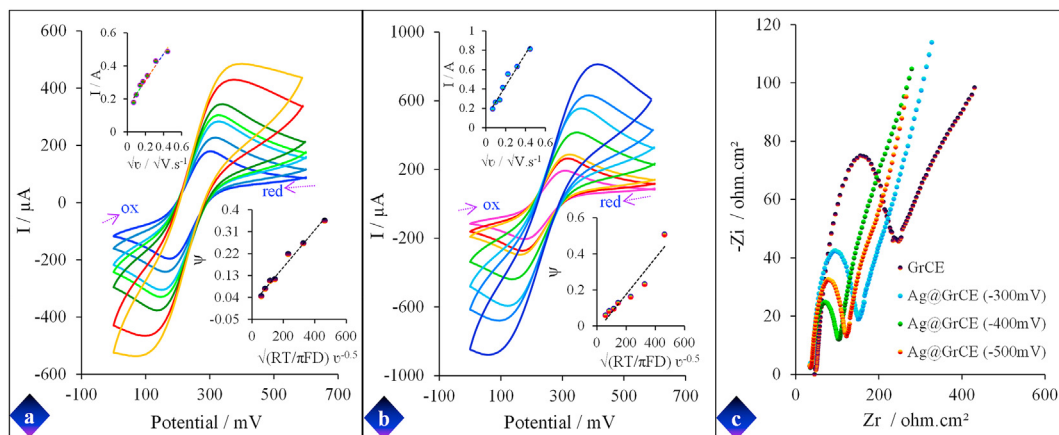 600
400
200
0
-200
-400
-600
I / µA
-100
100
300
500
700
Potential / mV
0.6
0.4
0.2
0
I / A
0
0.2
0.4
0.6
√υ / √V.s⁻¹
ox
red
0.4
0.31
0.22
0.13
0.04
-0.05
Ψ
0
200
400
600
√(RT/πFD) υ⁻⁰·⁵
a
1000
600
200
-200
-600
-1000
I / µA
-100
100
300
500
700
Potential / mV
1
0.8
0.6
0.4
0.2
0
I / A
0
0.2
0.4
0.6
√υ / √V.s⁻¹
ox
red
0.6
0.4
0.2
0
Ψ
0
200
400
600
√(RT/πFD) υ⁻⁰·⁵
b
120
100
80
60
40
20
0
-Zi / ohm.cm²
0
200
400
600
Zr / ohm.cm²
GrCE
Ag@GrCE (-300mV)
Ag@GrCE (-400mV)
Ag@GrCE (-500mV)
c